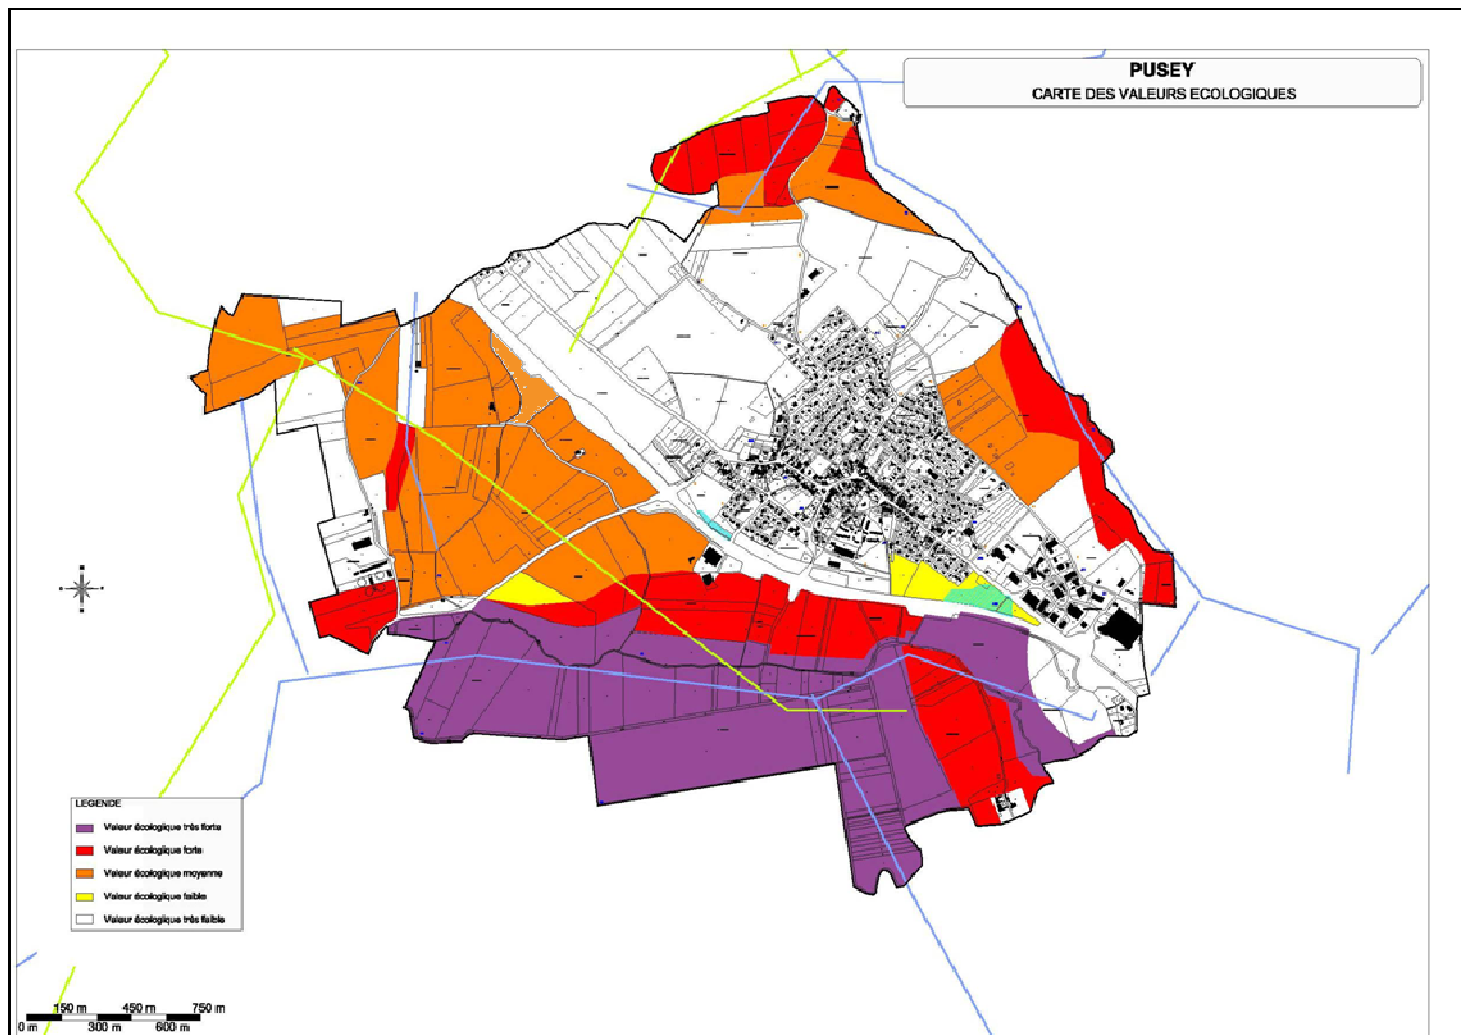 PUSEY
CARTE DES VALEURS ECOLOGIQUES
LEGENDE
Valeur écologique très forte
Valeur écologique forte
Valeur écologique moyenne
Valeur écologique faible
Valeur écologique très faible
150 m 450 m 750 m
0 m 300 m 600 m